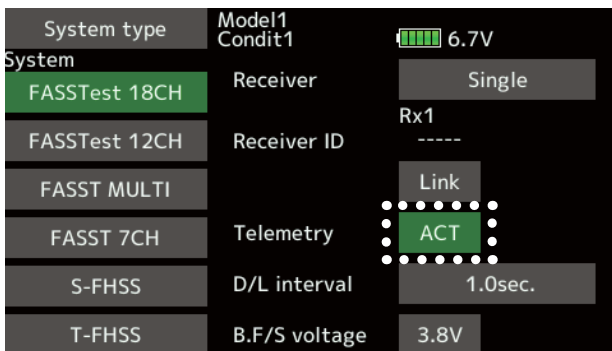 System type
Model1
Condit1
6.7V
System
FASSTest 18CH
Receiver
Single
Rx1
FASSTest 12CH
Receiver ID
-----
FASST MULTI
Link
FASST 7CH
Telemetry
ACT
S-FHSS
D/L interval
1.0sec.
T-FHSS
B.F/S voltage
3.8V